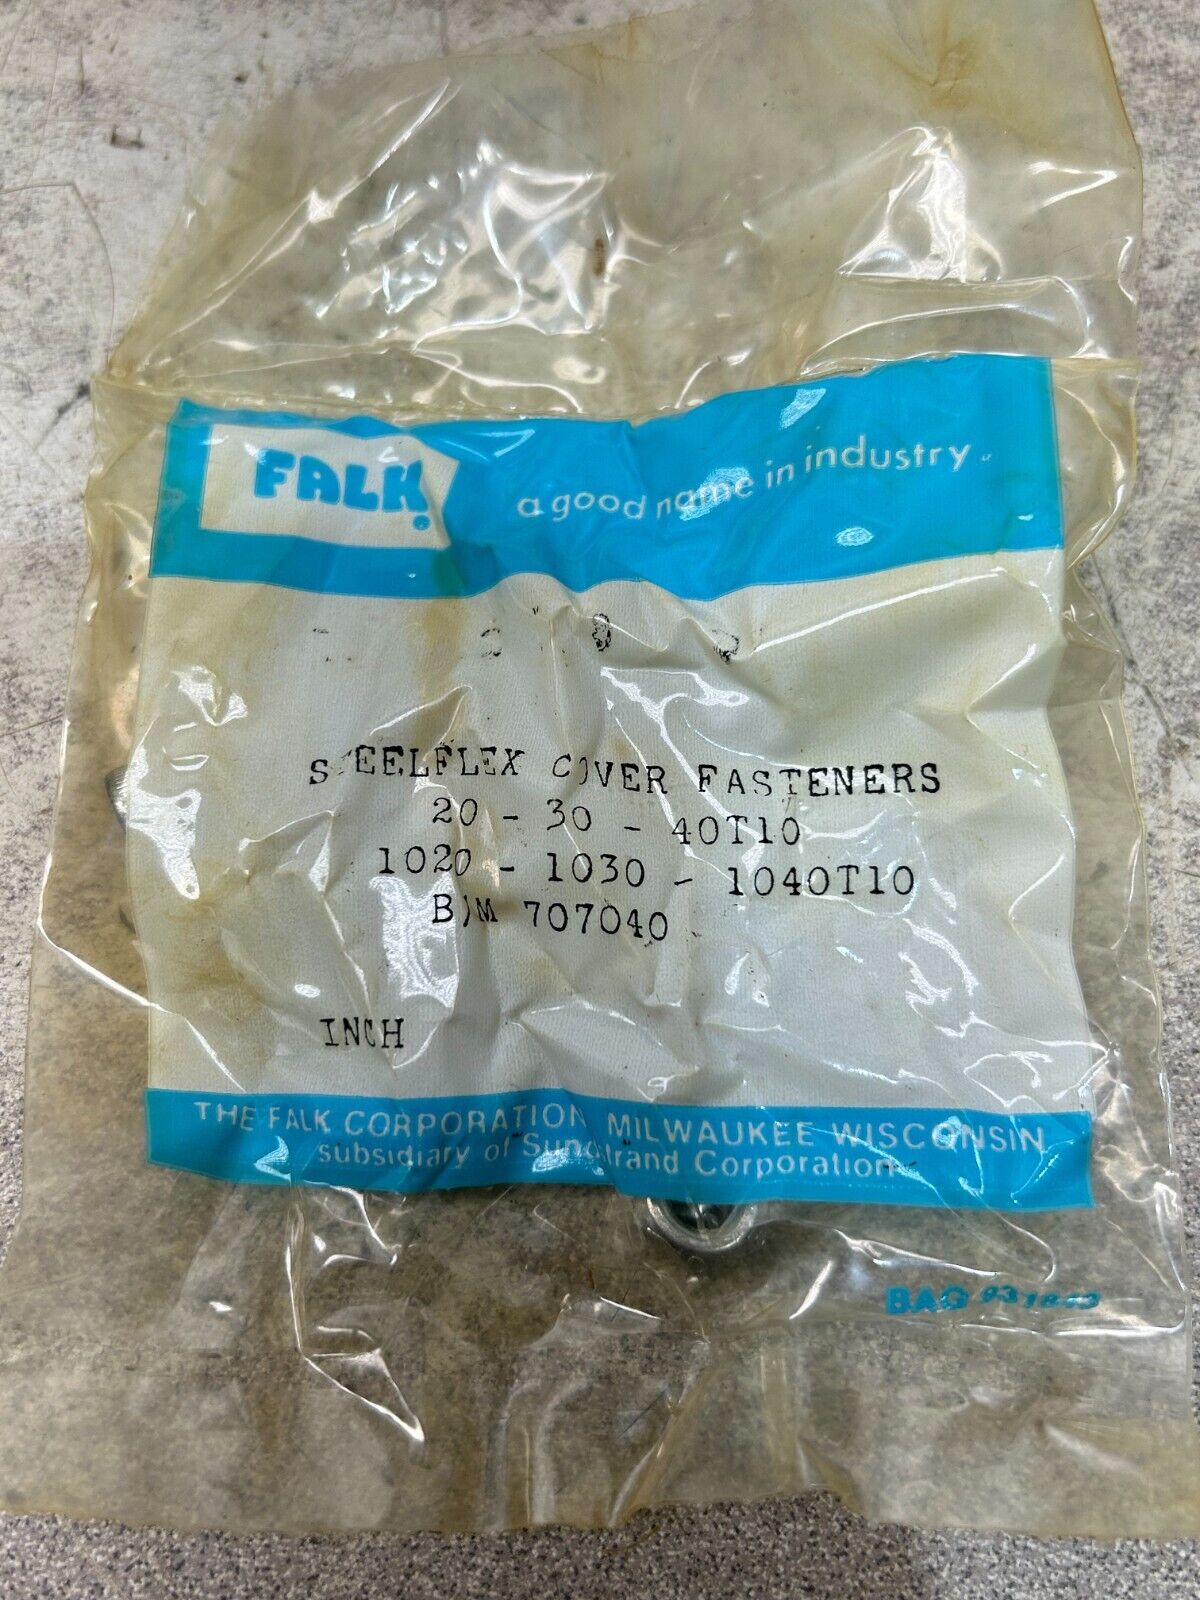 FALK®
a good name in industry
STEELFLEX COVER FASTENERS
20 - 30 - 40T10
1020 - 1030 - 1040T10
B/M 707040
INCH
THE FALK CORPORATION MILWAUKEE WISCONSIN
subsidiary of Sundstrand Corporation
BAG